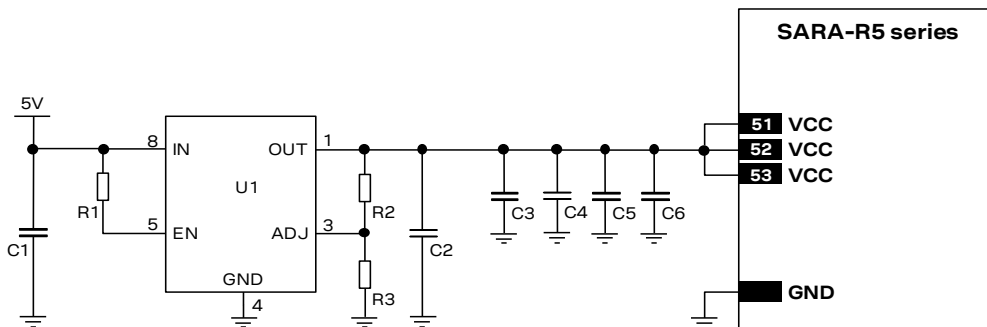 SARA-R5 series
5V
8 IN
OUT 1
U1
R1
5 EN
ADJ 3
GND
4
C1
R2
R3
C2
C3
C4
C5
C6
51 VCC
52 VCC
53 VCC
GND